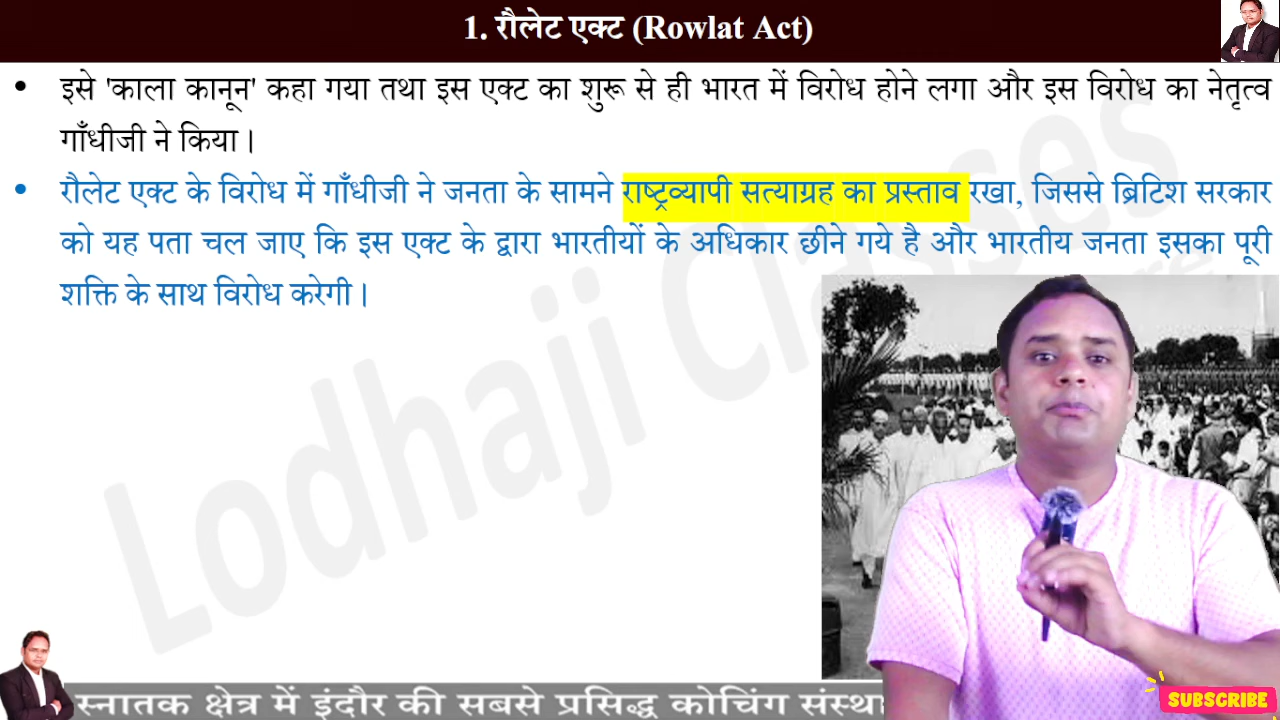 1. रौलेट एक्ट (Rowlat Act)
• इसे 'काला कानून' कहा गया तथा इस एक्ट का शुरू से ही भारत में विरोध होने लगा और इस विरोध का नेतृत्व
गाँधीजी ने किया।
• रौलेट एक्ट के विरोध में गाँधीजी ने जनता के सामने राष्ट्रव्यापी सत्याग्रह का प्रस्ताव रखा, जिससे ब्रिटिश सरकार
को यह पता चल जाए कि इस एक्ट के द्वारा भारतीयों के अधिकार छीने गये है और भारतीय जनता इसका पूरी
शक्ति के साथ विरोध करेगी।
Lodhaji Classes
स्नातक क्षेत्र में इंदौर की सबसे प्रसिद्ध कोचिंग संस्था
SUBSCRIBE